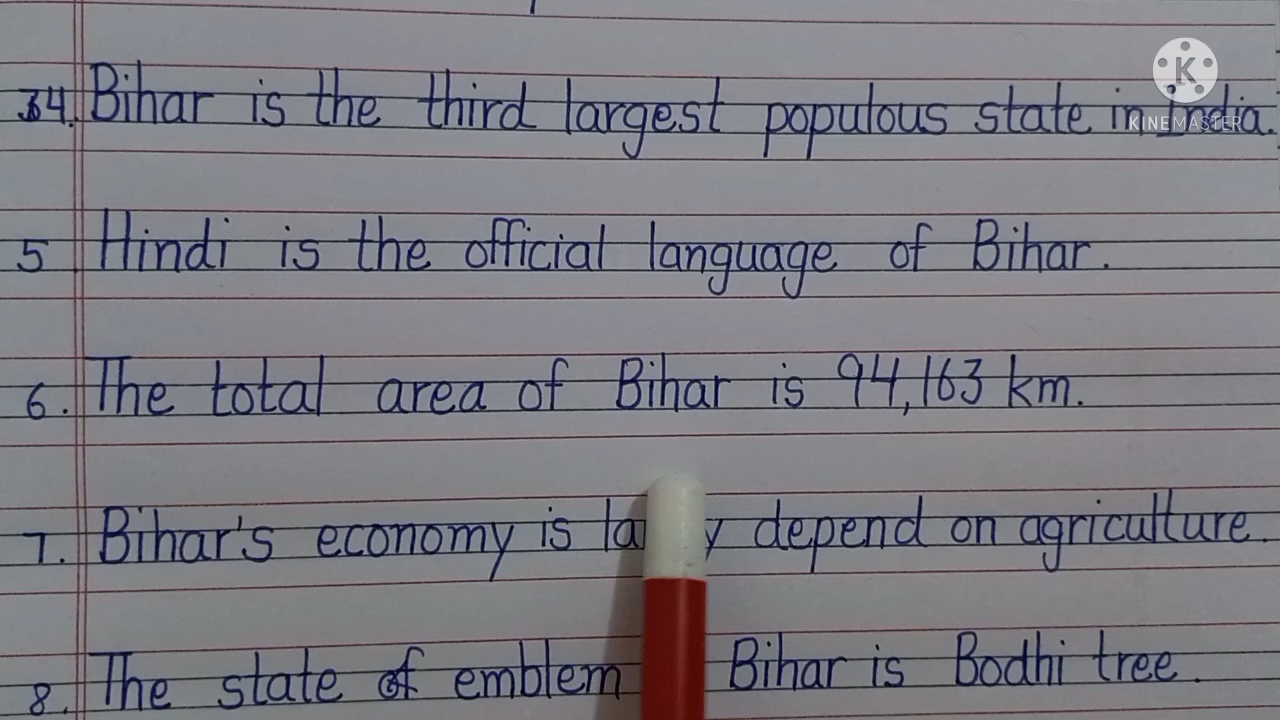 34. Bihar is the third largest populous state in India.
KINEMASTER
5 Hindi is the official language of Bihar.
6. The total area of Bihar is 94,163 km.
7. Bihar's economy is depend on agriculture.
8. The state of emblem Bihar is Bodhi tree.